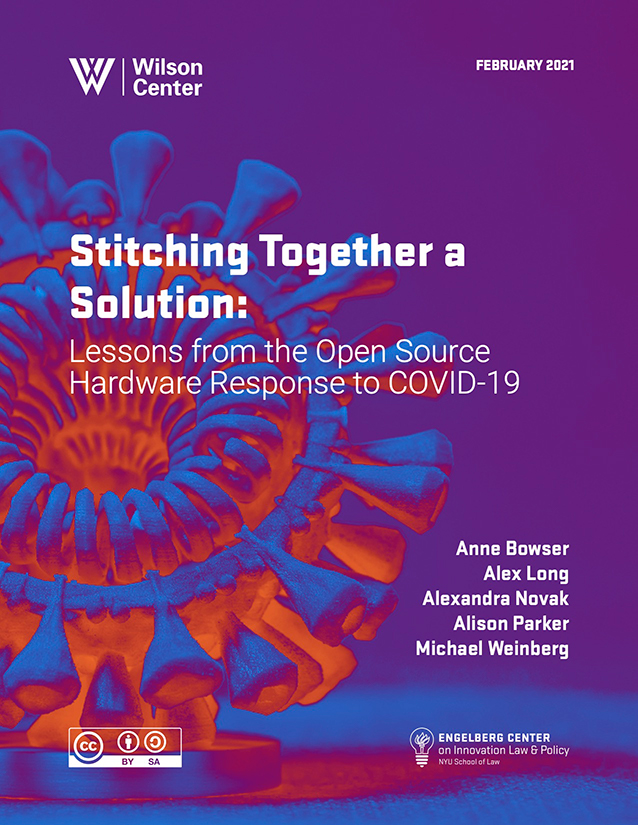 Wilson
Center
FEBRUARY 2021
Stitching Together a
Solution:
Lessons from the Open Source
Hardware Response to COVID-19
Anne Bowser
Alex Long
Alexandra Novak
Alison Parker
Michael Weinberg
cc
BY SA
ENGELBERG CENTER
on Innovation Law & Policy
NYU School of Law